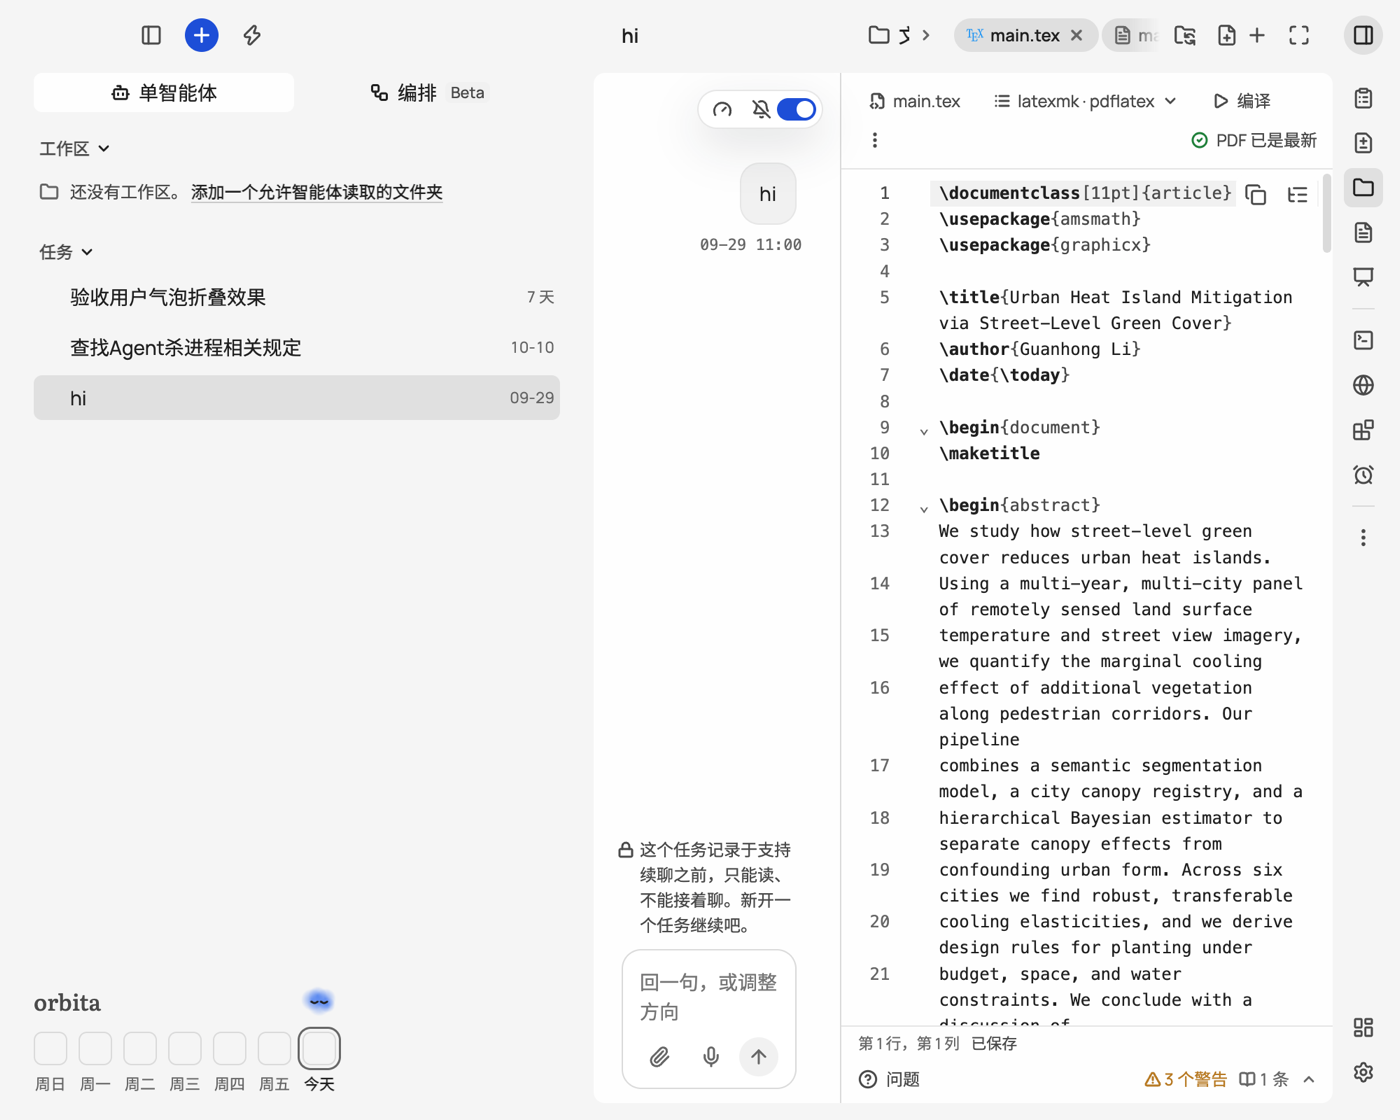 hi
main.tex
单智能体
编排 Beta
工作区
还没有工作区。 添加一个允许智能体读取的文件夹
任务
验收用户气泡折叠效果 7 天
查找Agent杀进程相关规定 10-10
hi 09-29
orbita
周日 周一 周二 周三 周四 周五 今天
hi
09-29 11:00
这个任务记录于支持
续聊之前，只能读、
不能接着聊。新开一
个任务继续吧。
回一句，或调整
方向
main.tex latexmk · pdflatex 编译
PDF 已是最新
1 \documentclass[11pt]{article}
2 \usepackage{amsmath}
3 \usepackage{graphicx}
4
5 \title{Urban Heat Island Mitigation
via Street-Level Green Cover}
6 \author{Guanhong Li}
7 \date{\today}
8
9 \begin{document}
10 \maketitle
11
12 \begin{abstract}
13 We study how street-level green
cover reduces urban heat islands.
14 Using a multi-year, multi-city panel
of remotely sensed land surface
15 temperature and street view imagery,
we quantify the marginal cooling
16 effect of additional vegetation
along pedestrian corridors. Our
pipeline
17 combines a semantic segmentation
model, a city canopy registry, and a
18 hierarchical Bayesian estimator to
separate canopy effects from
19 confounding urban form. Across six
cities we find robust, transferable
20 cooling elasticities, and we derive
design rules for planting under
21 budget, space, and water
constraints. We conclude with a
discussion of
第 1 行，第 1 列 已保存
问题 3 个警告 1 条